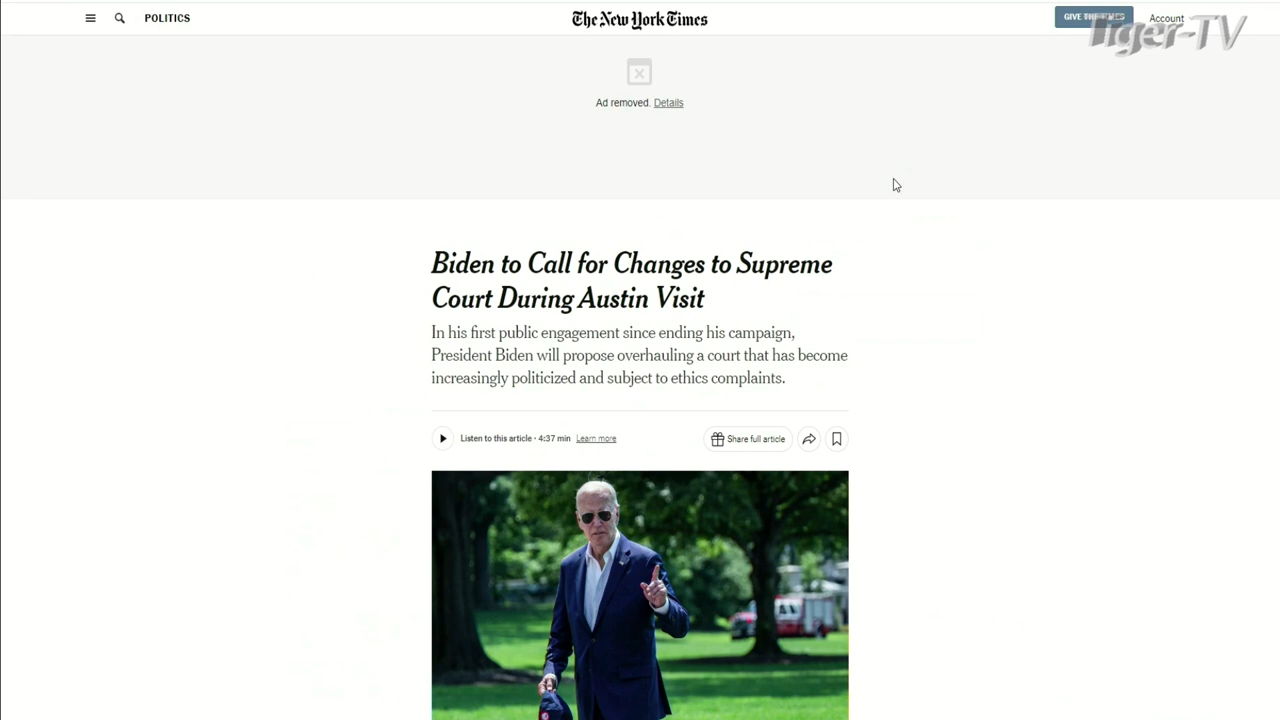 POLITICS
The New York Times
GIVE THE TIMES
Account
Tiger-TV
Ad removed. Details
Biden to Call for Changes to Supreme
Court During Austin Visit
In his first public engagement since ending his campaign,
President Biden will propose overhauling a court that has become
increasingly politicized and subject to ethics complaints.
Listen to this article · 4:37 min Learn more
Share full article